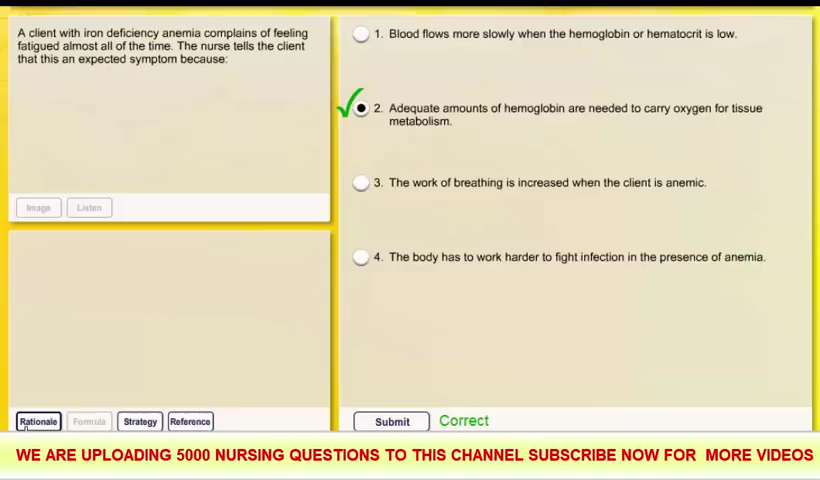 A client with iron deficiency anemia complains of feeling
fatigued almost all of the time. The nurse tells the client
that this an expected symptom because:
Image
Listen
1. Blood flows more slowly when the hemoglobin or hematocrit is low.
2. Adequate amounts of hemoglobin are needed to carry oxygen for tissue
metabolism.
3. The work of breathing is increased when the client is anemic.
4. The body has to work harder to fight infection in the presence of anemia.
Rationale
Formula
Strategy
Reference
Submit
Correct
WE ARE UPLOADING 5000 NURSING QUESTIONS TO THIS CHANNEL SUBSCRIBE NOW FOR MORE VIDEOS